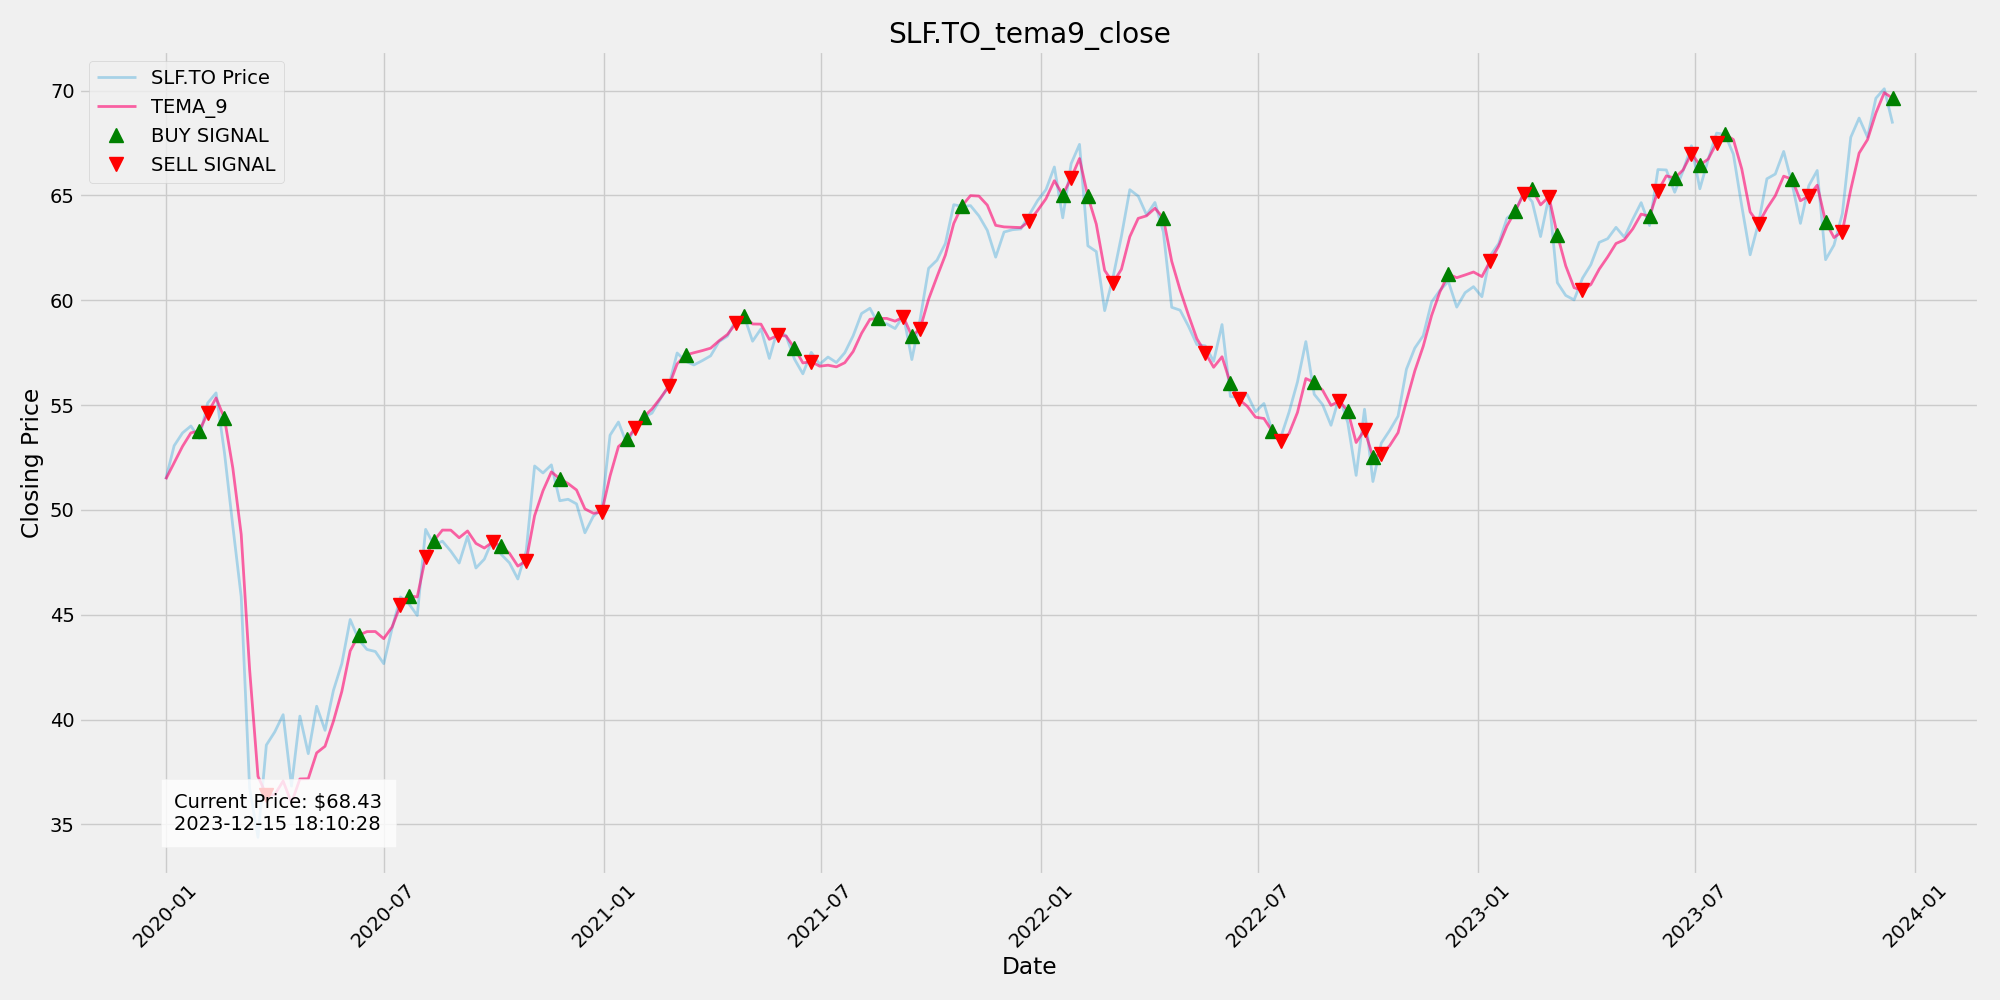 SLF.TO_tema9_close
SLF.TO Price
TEMA_9
BUY SIGNAL
SELL SIGNAL
70
65
60
55
50
45
40
35
Closing Price
Current Price: $68.43
2023-12-15 18:10:28
2020-01
2020-07
2021-01
2021-07
2022-01
2022-07
2023-01
2023-07
2024-01
Date